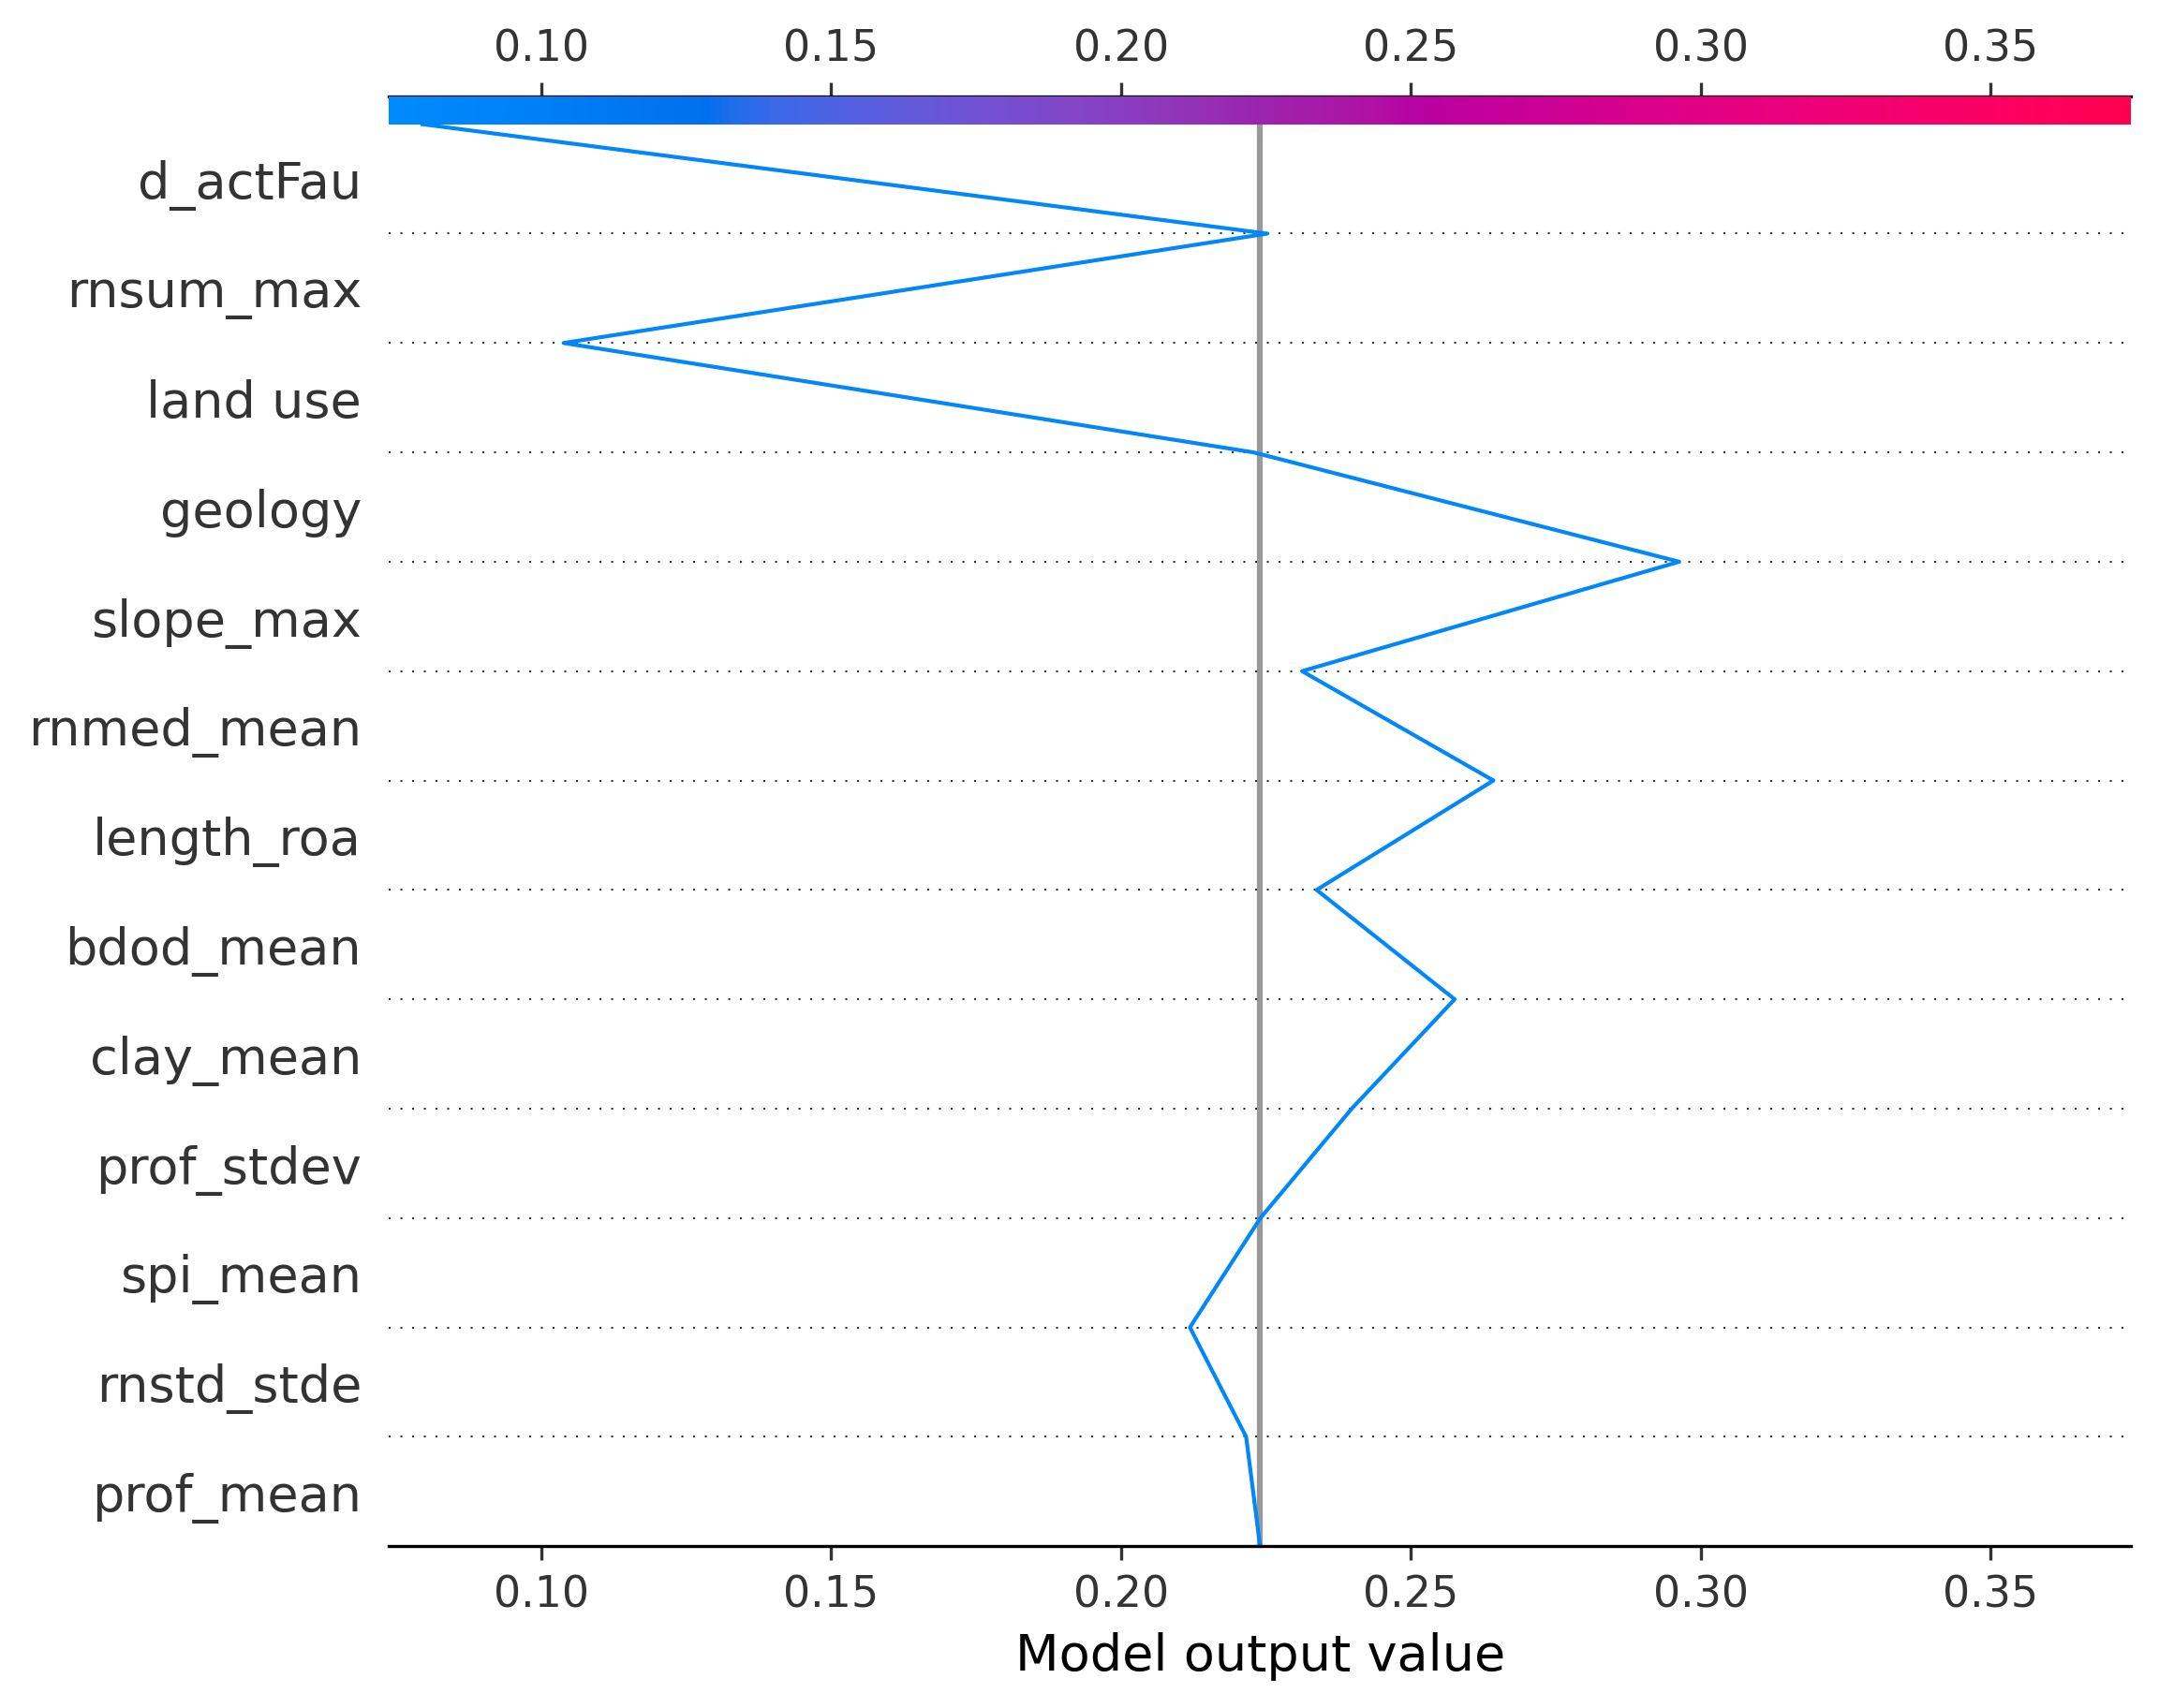 0.10 0.15 0.20 0.25 0.30 0.35
d_actFau
rnsum_max
land use
geology
slope_max
rnmed_mean
length_roa
bdod_mean
clay_mean
prof_stdev
spi_mean
rnstd_stde
prof_mean
0.10 0.15 0.20 0.25 0.30 0.35
Model output value